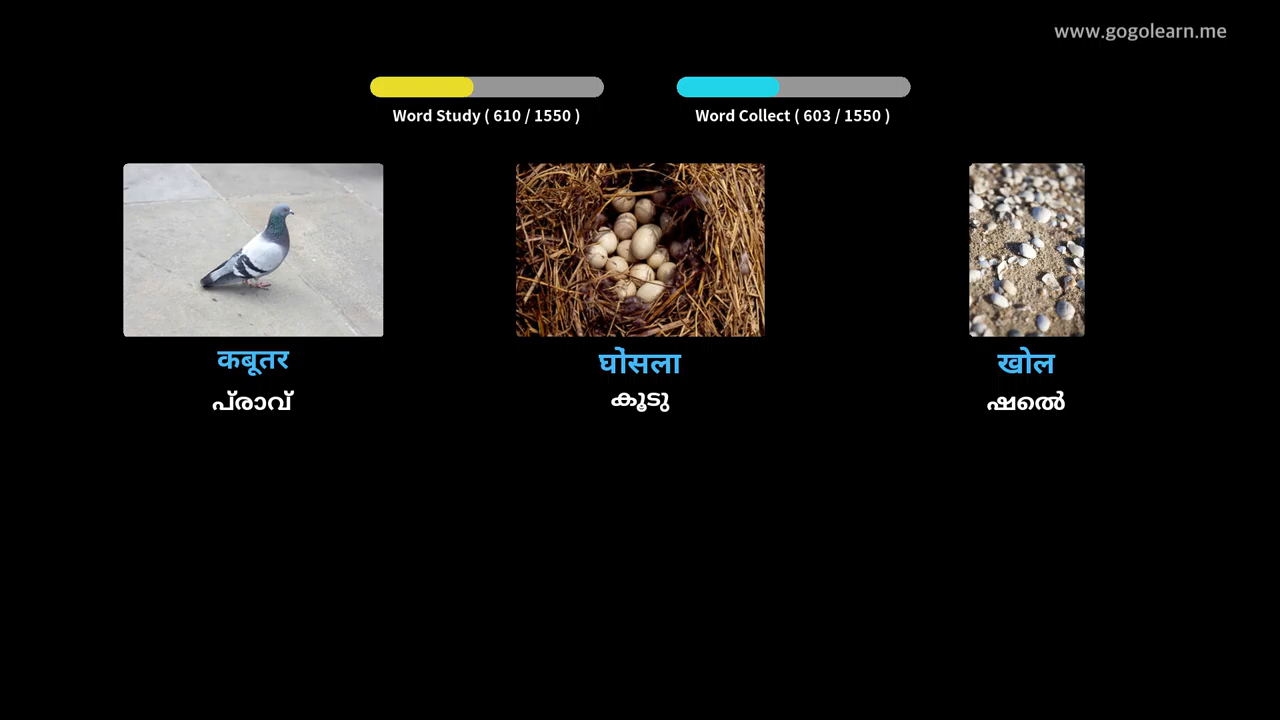 www.gogolearn.me
Word Study ( 610 / 1550 )
Word Collect ( 603 / 1550 )
कबूतर
घोंसला
खोल
പ്രാവ്
കൂടു
ഷെൽ